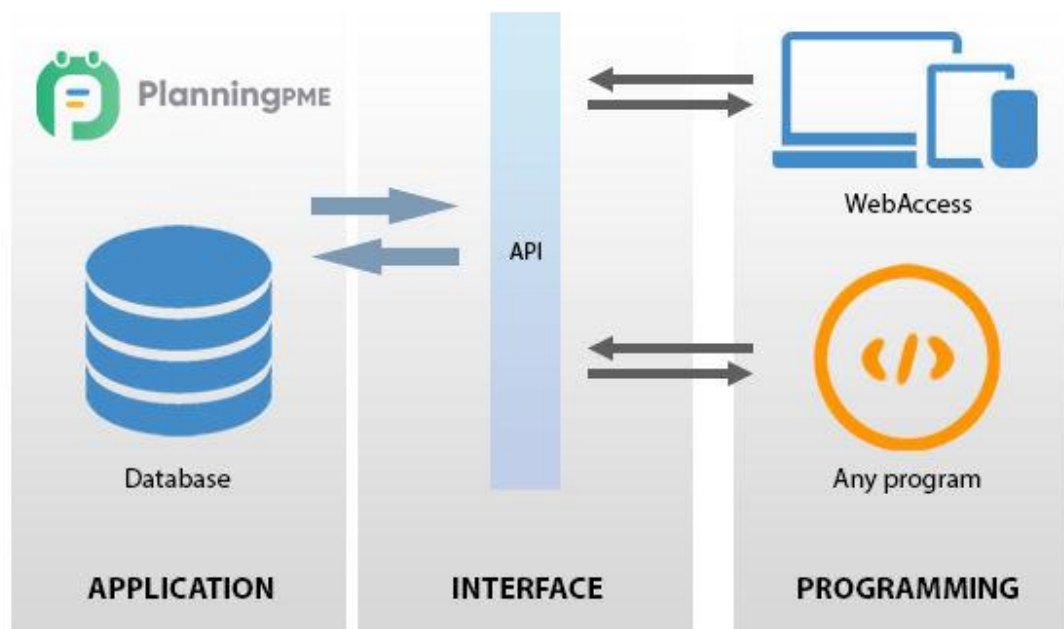 PlanningPME
WebAccess
API
Database
Any program
APPLICATION
INTERFACE
PROGRAMMING